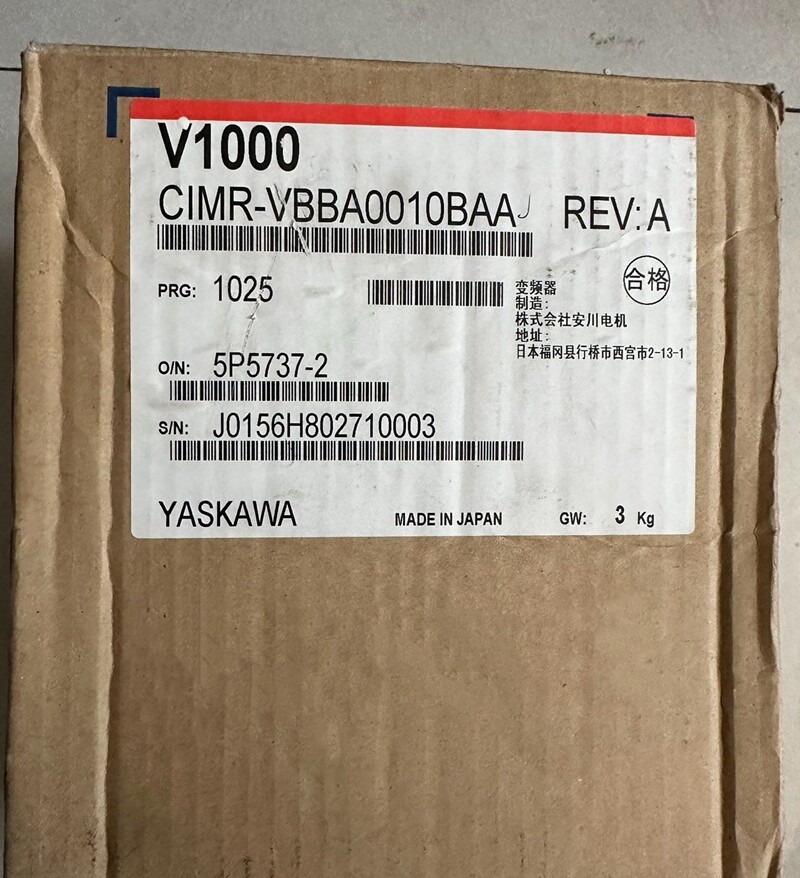 V1000
CIMR-VBBA0010BAA REV:A
PRG: 1025
合格
变频器
制造:
株式会社安川电机
地址:
日本福冈县行桥市西宫市2-13-1
O/N: 5P5737-2
S/N: J0156H802710003
YASKAWA MADE IN JAPAN GW: 3 Kg